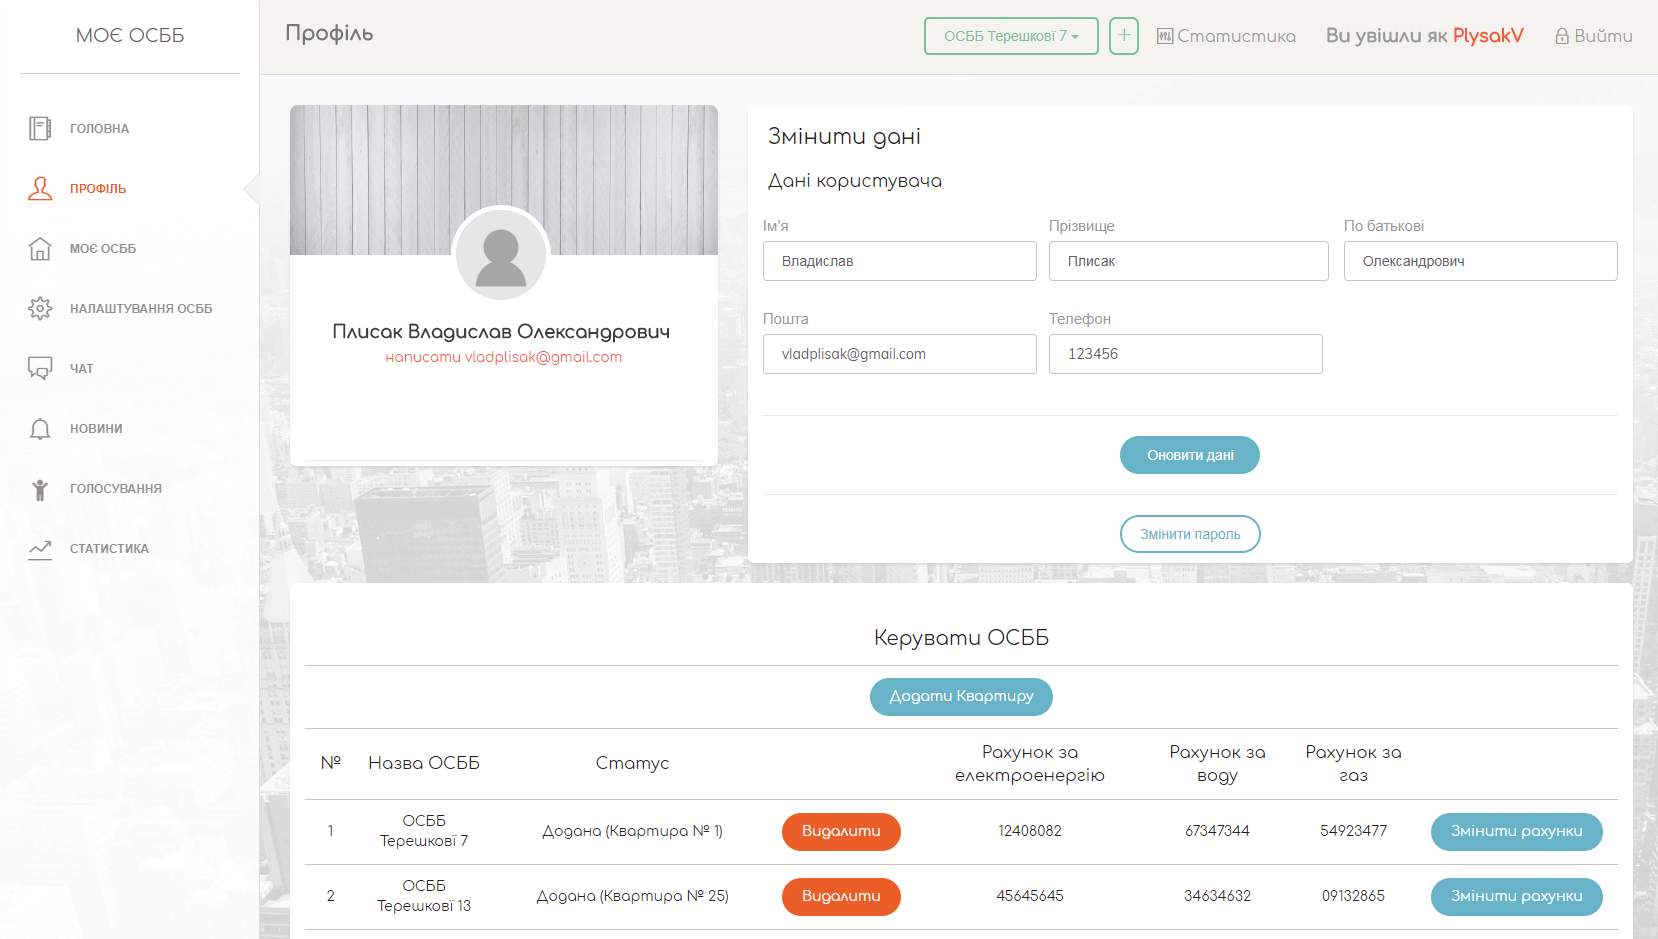 МОЄ ОСББ
ГОЛОВНА
ПРОФІЛЬ
МОЄ ОСББ
НАЛАШТУВАННЯ ОСББ
ЧАТ
НОВИНИ
ГОЛОСУВАННЯ
СТАТИСТИКА
Профіль
ОСББ Терешкові 7
+
Статистика
Ви увішли як PlysakV
Вийти
Плисак Владислав Олександрович
написати vladplisak@gmail.com
Змінити дані
Дані користувача
Ім'я
Прізвище
По батькові
Владислав
Плисак
Олександрович
Пошта
Телефон
vladplisak@gmail.com
123456
Оновити дані
Змінити пароль
Керувати ОСББ
Додати Квартиру
№
Назва ОСББ
Статус
Рахунок за
електроенергію
Рахунок за
воду
Рахунок за
газ
1
ОСББ
Терешкові 7
Додана (Квартира № 1)
Видалити
12408082
67347344
54923477
Змінити рахунки
2
ОСББ
Терешкові 13
Додана (Квартира № 25)
Видалити
45645645
34634632
09132865
Змінити рахунки